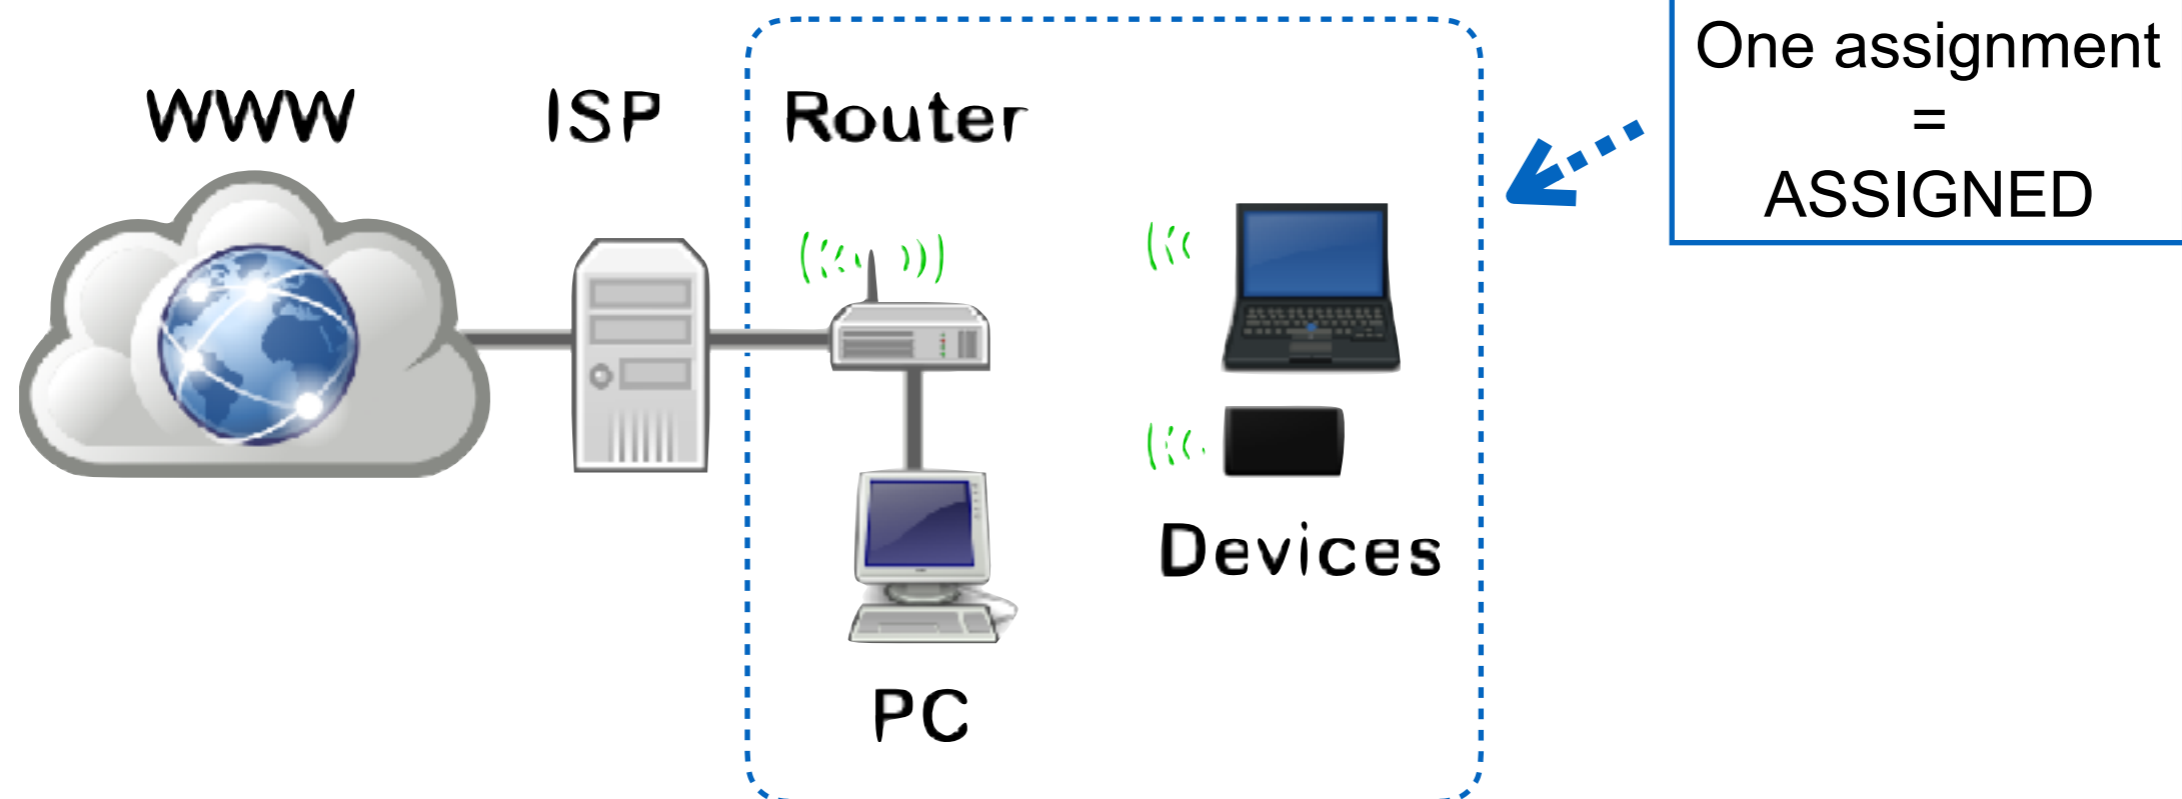 WWW
ISP
Router
One assignment
=
ASSIGNED
Devices
PC